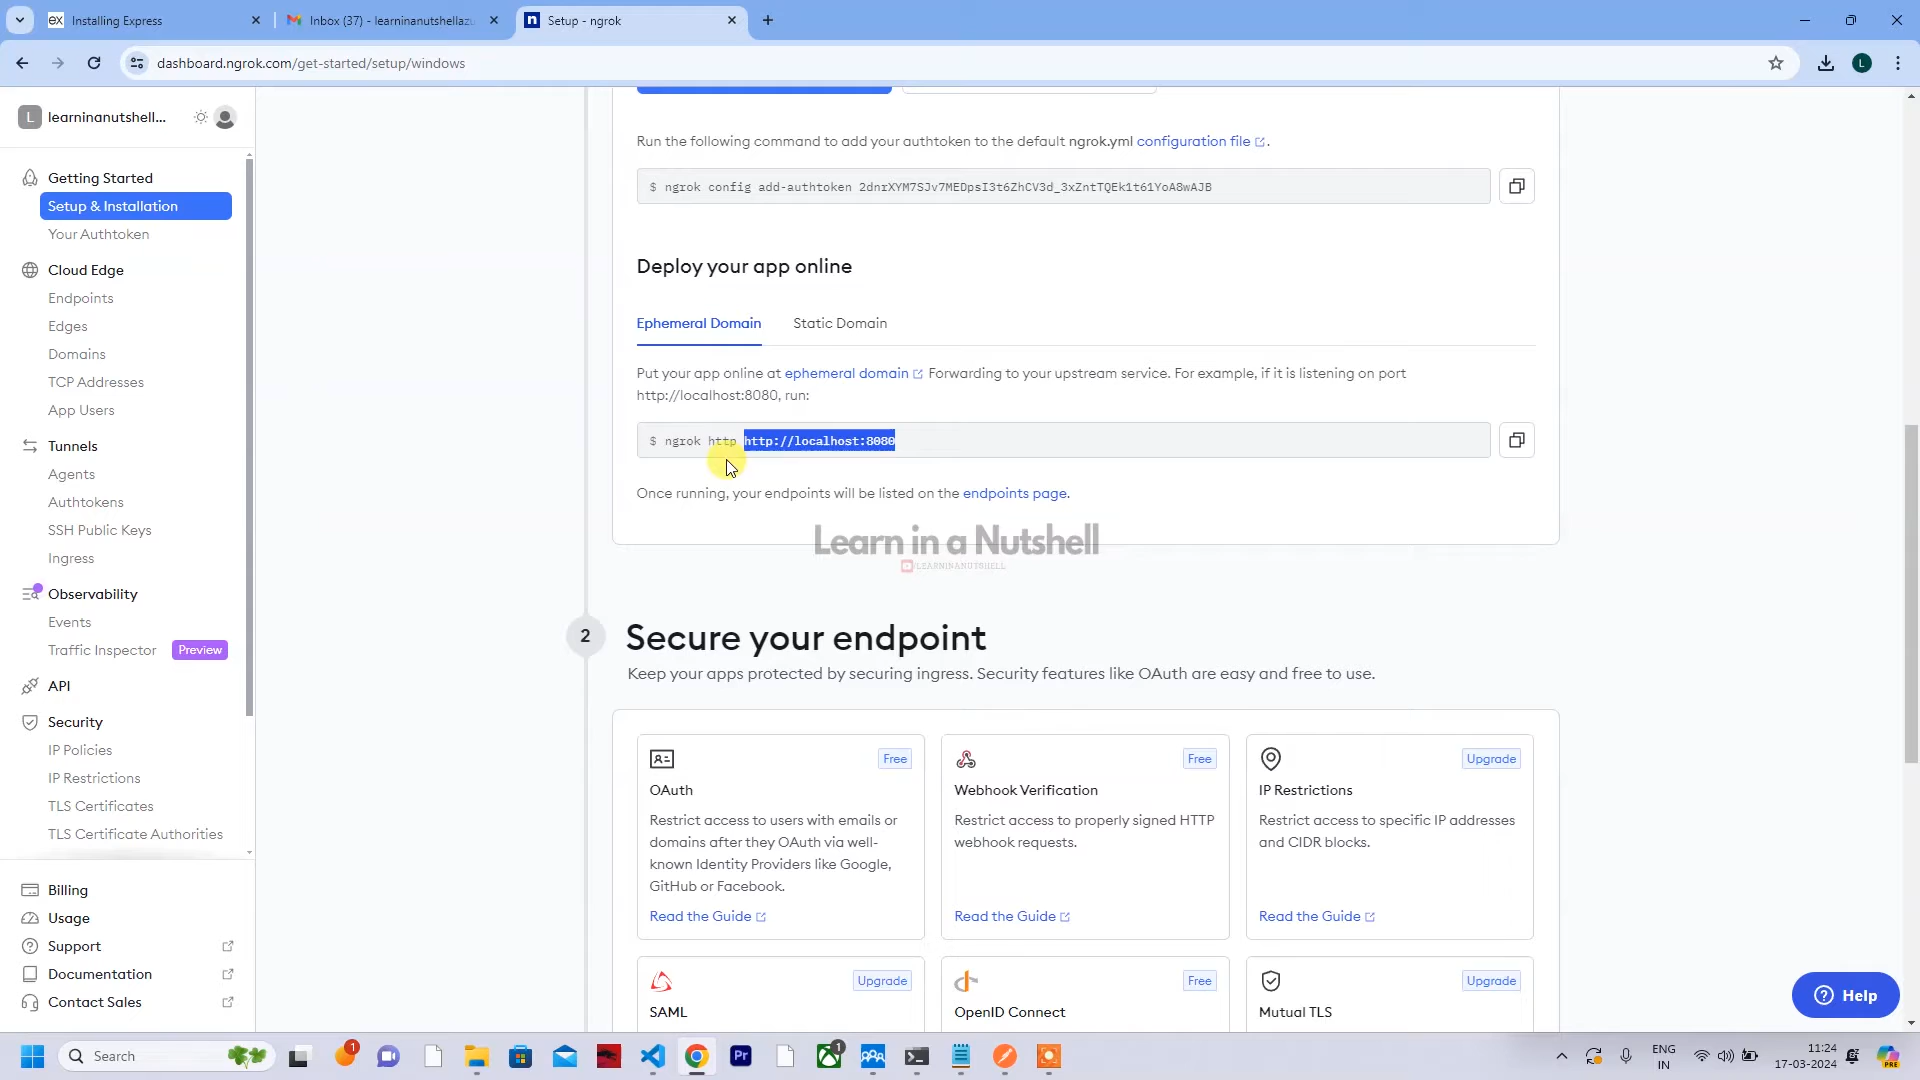 Installing Express
Inbox (37) - learninanutshellazu
Setup - ngrok
dashboard.ngrok.com/get-started/setup/windows
L
L
learninanutshell...
Getting Started
Setup & Installation
Your Authtoken
Cloud Edge
Endpoints
Edges
Domains
TCP Addresses
App Users
Tunnels
Agents
Authtokens
SSH Public Keys
Ingress
Observability
Events
Traffic Inspector
Preview
API
Security
IP Policies
IP Restrictions
TLS Certificates
TLS Certificate Authorities
Billing
Usage
Support
Documentation
Contact Sales
Run the following command to add your authtoken to the default ngrok.yml configuration file.
$ ngrok config add-authtoken 2dnrXYM7SJv7MEDpsI3t6ZhCV3d_3xZntTQEk1t61YoA8wAJB
Deploy your app online
Ephemeral Domain
Static Domain
Put your app online at ephemeral domain Forwarding to your upstream service. For example, if it is listening on port
http://localhost:8080, run:
$ ngrok http http://localhost:8080
Once running, your endpoints will be listed on the endpoints page.
Learn in a Nutshell
/LEARNINANUTSHELL
2
Secure your endpoint
Keep your apps protected by securing ingress. Security features like OAuth are easy and free to use.
Free
OAuth
Restrict access to users with emails or
domains after they OAuth via well-
known Identity Providers like Google,
GitHub or Facebook.
Read the Guide
Free
Webhook Verification
Restrict access to properly signed HTTP
webhook requests.
Read the Guide
Upgrade
IP Restrictions
Restrict access to specific IP addresses
and CIDR blocks.
Read the Guide
Upgrade
SAML
Free
OpenID Connect
Upgrade
Mutual TLS
Help
Search
1
Pr
1
ENG
IN
11:24
17-03-2024
PRE